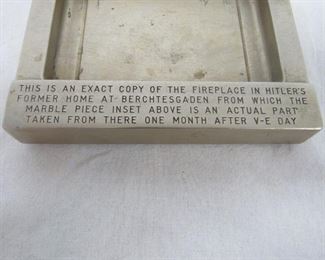 THIS IS AN EXACT COPY OF THE FIREPLACE IN HITLER'S
FORMER HOME AT BERCHTESGADEN FROM WHICH THE
MARBLE PIECE INSET ABOVE IS AN ACTUAL PART
TAKEN FROM THERE ONE MONTH AFTER V-E DAY